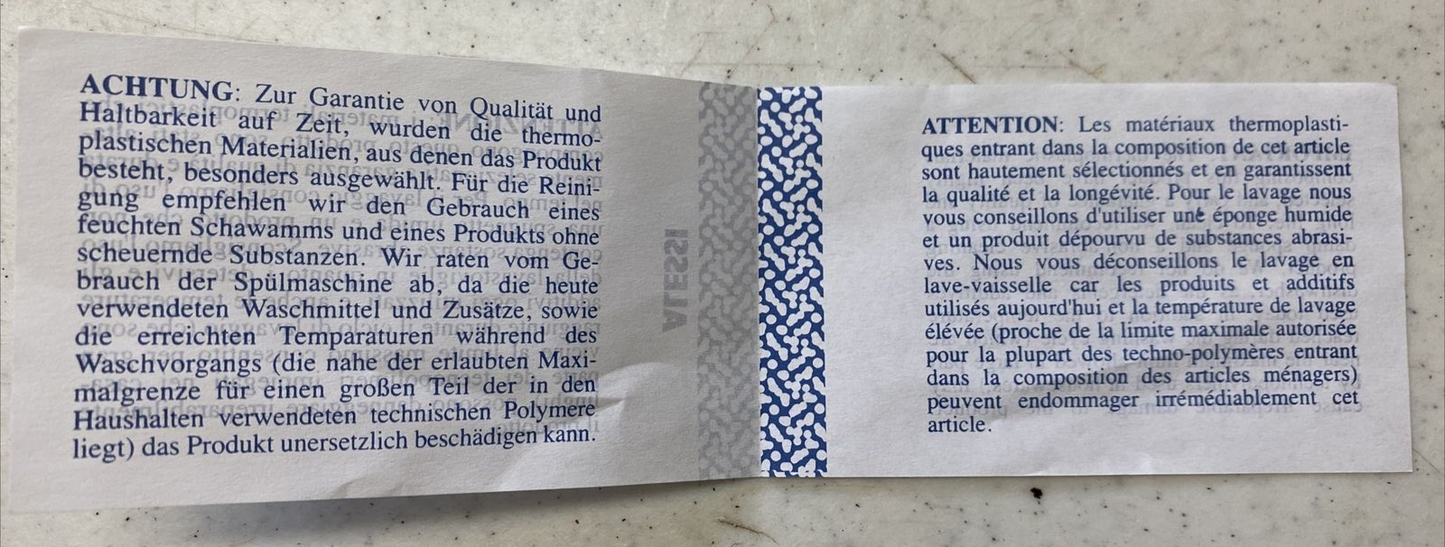 ACHTUNG: Zur Garantie von Qualität und
Haltbarkeit auf Zeit, wurden die thermo-
plastischen Materialien, aus denen das Produkt
besteht, besonders ausgewählt. Für die Reini-
gung empfehlen wir den Gebrauch eines
feuchten Schawamms und eines Produkts ohne
scheuernde Substanzen. Wir raten vom Ge-
brauch der Spülmaschine ab, da die heute
verwendeten Waschmittel und Zusätze, sowie
die erreichten Temparaturen während des
Waschvorgangs (die nahe der erlaubten Maxi-
malgrenze für einen großen Teil der in den
Haushalten verwendeten technischen Polymere
liegt) das Produkt unersetzlich beschädigen kann.
ALESSI
ATTENTION: Les matériaux thermoplasti-
ques entrant dans la composition de cet article
sont hautement sélectionnés et en garantissent
la qualité et la longévité. Pour le lavage nous
vous conseillons d'utiliser une éponge humide
et un produit dépourvu de substances abrasi-
ves. Nous vous déconseillons le lavage en
lave-vaisselle car les produits et additifs
utilisés aujourd'hui et la température de lavage
élévée (proche de la limite maximale autorisée
pour la plupart des techno-polymères entrant
dans la composition des articles ménagers)
peuvent endommager irrémédiablement cet
article.